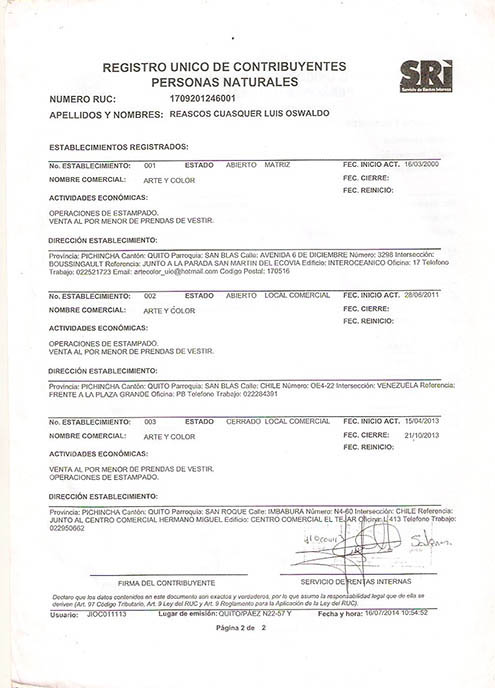 REGISTRO UNICO DE CONTRIBUYENTES
PERSONAS NATURALES
SRi
Servicio de Rentas Internas
NUMERO RUC: 1709201246001
APELLIDOS Y NOMBRES: REASCOS CUASQUER LUIS OSWALDO
ESTABLECIMIENTOS REGISTRADOS:
No. ESTABLECIMIENTO: 001 ESTADO ABIERTO MATRIZ FEC. INICIO ACT. 16/03/2000
NOMBRE COMERCIAL: ARTE Y COLOR FEC. CIERRE:
FEC. REINICIO:
ACTIVIDADES ECONÓMICAS:
OPERACIONES DE ESTAMPADO.
VENTA AL POR MENOR DE PRENDAS DE VESTIR.
DIRECCIÓN ESTABLECIMIENTO:
Provincia: PICHINCHA Cantón: QUITO Parroquia: SAN BLAS Calle: AVENIDA 6 DE DICIEMBRE Número: 3298 Intersección:
BOUSSINGAULT Referencia: JUNTO A LA PARADA SAN MARTIN DEL ECOVIA Edificio: INTEROCEANICO Oficina: 17 Telefono
Trabajo: 022521723 Email: artecolor_uio@hotmail.com Codigo Postal: 170516
No. ESTABLECIMIENTO: 002 ESTADO ABIERTO LOCAL COMERCIAL FEC. INICIO ACT. 28/06/2011
NOMBRE COMERCIAL: ARTE Y COLOR FEC. CIERRE:
FEC. REINICIO:
ACTIVIDADES ECONÓMICAS:
OPERACIONES DE ESTAMPADO.
VENTA AL POR MENOR DE PRENDAS DE VESTIR.
DIRECCIÓN ESTABLECIMIENTO:
Provincia: PICHINCHA Cantón: QUITO Parroquia: SAN BLAS Calle: CHILE Número: OE4-22 Intersección: VENEZUELA Referencia:
FRENTE A LA PLAZA GRANDE Oficina: PB Telefono Trabajo: 022284391
No. ESTABLECIMIENTO: 003 ESTADO CERRADO LOCAL COMERCIAL FEC. INICIO ACT. 15/04/2013
NOMBRE COMERCIAL: ARTE Y COLOR FEC. CIERRE: 21/10/2013
FEC. REINICIO:
ACTIVIDADES ECONÓMICAS:
VENTA AL POR MENOR DE PRENDAS DE VESTIR.
OPERACIONES DE ESTAMPADO.
DIRECCIÓN ESTABLECIMIENTO:
Provincia: PICHINCHA Cantón: QUITO Parroquia: SAN ROQUE Calle: IMBABURA Número: N4-60 Intersección: CHILE Referencia:
JUNTO AL CENTRO COMERCIAL HERMANO MIGUEL Edificio: CENTRO COMERCIAL EL TEJAR Oficina: L413 Telefono Trabajo:
022950662
FIRMA DEL CONTRIBUYENTE SERVICIO DE RENTAS INTERNAS
Declaro que los datos contenidos en este documento son exactos y verdaderos, por lo que asumo la responsabilidad legal que de ella se
deriven (Art. 97 Código Tributario, Art. 9 Ley del RUC y Art. 9 Reglamento para la Aplicación de la Ley del RUC).
Usuario: JIOC011113 Lugar de emisión: QUITO/PAEZ N22-57 Y Fecha y hora: 16/07/2014 10:54:52
Página 2 de 2